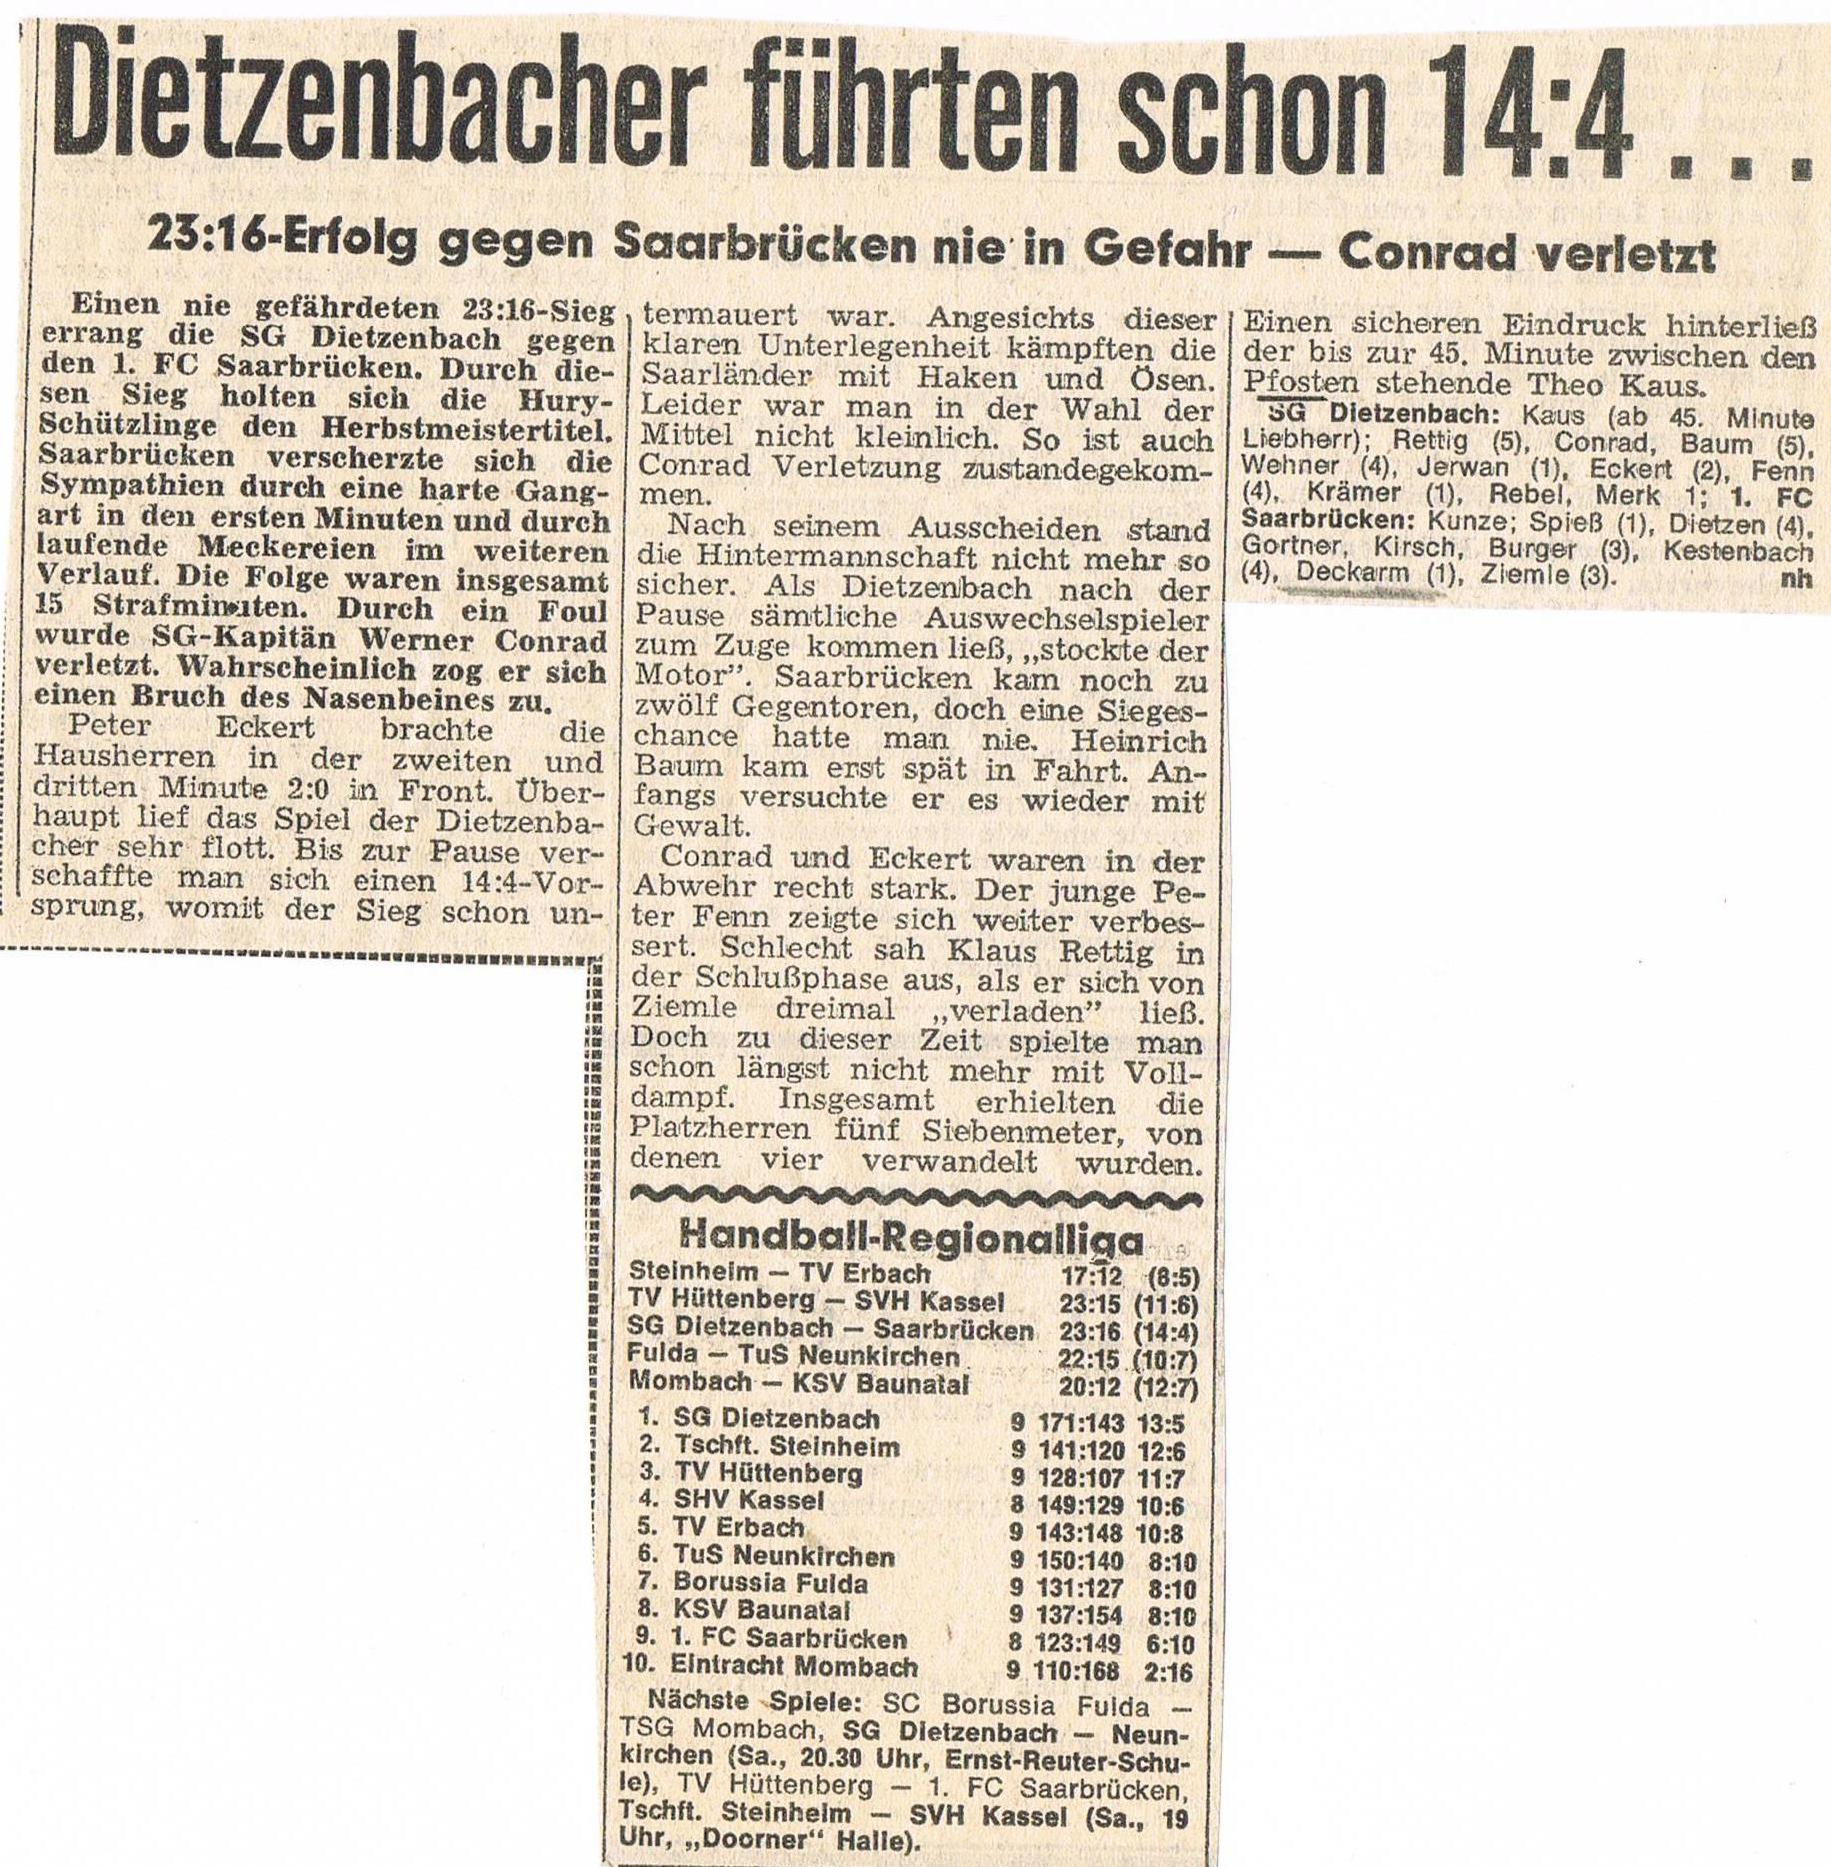 Dietzenbacher führten schon 14:4...
23:16-Erfolg gegen Saarbrücken nie in Gefahr — Conrad verletzt
Einen nie gefährdeten 23:16-Sieg
errang die SG Dietzenbach gegen
den 1. FC Saarbrücken. Durch die-
sen Sieg holten sich die Hury-
Schützlinge den Herbstmeistertitel.
Saarbrücken verscherzte sich die
Sympathien durch eine harte Gang-
art in den ersten Minuten und durch
laufende Meckereien im weiteren
Verlauf. Die Folge waren insgesamt
15 Strafminuten. Durch ein Foul
wurde SG-Kapitän Werner Conrad
verletzt. Wahrscheinlich zog er sich
einen Bruch des Nasenbeines zu.
Peter Eckert brachte die
Hausherren in der zweiten und
dritten Minute 2:0 in Front. Über-
haupt lief das Spiel der Dietzenba-
cher sehr flott. Bis zur Pause ver-
schaffte man sich einen 14:4-Vor-
sprung, womit der Sieg schon un-
termauert war. Angesichts dieser
klaren Unterlegenheit kämpften die
Saarländer mit Haken und Ösen.
Leider war man in der Wahl der
Mittel nicht kleinlich. So ist auch
Conrad Verletzung zustandegekom-
men.
Nach seinem Ausscheiden stand
die Hintermannschaft nicht mehr so
sicher. Als Dietzenbach nach der
Pause sämtliche Auswechselspieler
zum Zuge kommen ließ, „stockte der
Motor”. Saarbrücken kam noch zu
zwölf Gegentoren, doch eine Sieges-
chance hatte man nie. Heinrich
Baum kam erst spät in Fahrt. An-
fangs versuchte er es wieder mit
Gewalt.
Conrad und Eckert waren in der
Abwehr recht stark. Der junge Pe-
ter Fenn zeigte sich weiter verbes-
sert. Schlecht sah Klaus Rettig in
der Schlußphase aus, als er sich von
Ziemle dreimal „verladen” ließ.
Doch zu dieser Zeit spielte man
schon längst nicht mehr mit Voll-
dampf. Insgesamt erhielten die
Platzherren fünf Siebenmeter, von
denen vier verwandelt wurden.
Einen sicheren Eindruck hinterließ
der bis zur 45. Minute zwischen den
Pfosten stehende Theo Kaus.
SG Dietzenbach: Kaus (ab 45. Minute
Liebherr); Rettig (5), Conrad, Baum (5),
Wehner (4), Jerwan (1), Eckert (2), Fenn
(4), Krämer (1), Rebel, Merk 1; 1. FC
Saarbrücken: Kunze; Spieß (1), Dietzen (4),
Gortner, Kirsch, Burger (3), Kestenbach
(4), Deckarm (1), Ziemle (3). nh
Handball-Regionalliga
Steinheim — TV Erbach 17:12 (8:5)
TV Hüttenberg — SVH Kassel 23:15 (11:6)
SG Dietzenbach — Saarbrücken 23:16 (14:4)
Fulda — TuS Neunkirchen 22:15 (10:7)
Mombach — KSV Baunatal 20:12 (12:7)
1. SG Dietzenbach 9 171:143 13:5
2. Tschft. Steinheim 9 141:120 12:6
3. TV Hüttenberg 9 128:107 11:7
4. SHV Kassel 8 149:129 10:6
5. TV Erbach 9 143:148 10:8
6. TuS Neunkirchen 9 150:140 8:10
7. Borussia Fulda 9 131:127 8:10
8. KSV Baunatal 9 137:154 8:10
9. 1. FC Saarbrücken 8 123:149 6:10
10. Eintracht Mombach 9 110:168 2:16
Nächste Spiele: SC Borussia Fulda —
TSG Mombach, SG Dietzenbach — Neun-
kirchen (Sa., 20.30 Uhr, Ernst-Reuter-Schu-
le), TV Hüttenberg — 1. FC Saarbrücken,
Tschft. Steinheim — SVH Kassel (Sa., 19
Uhr, „Doorner“ Halle).